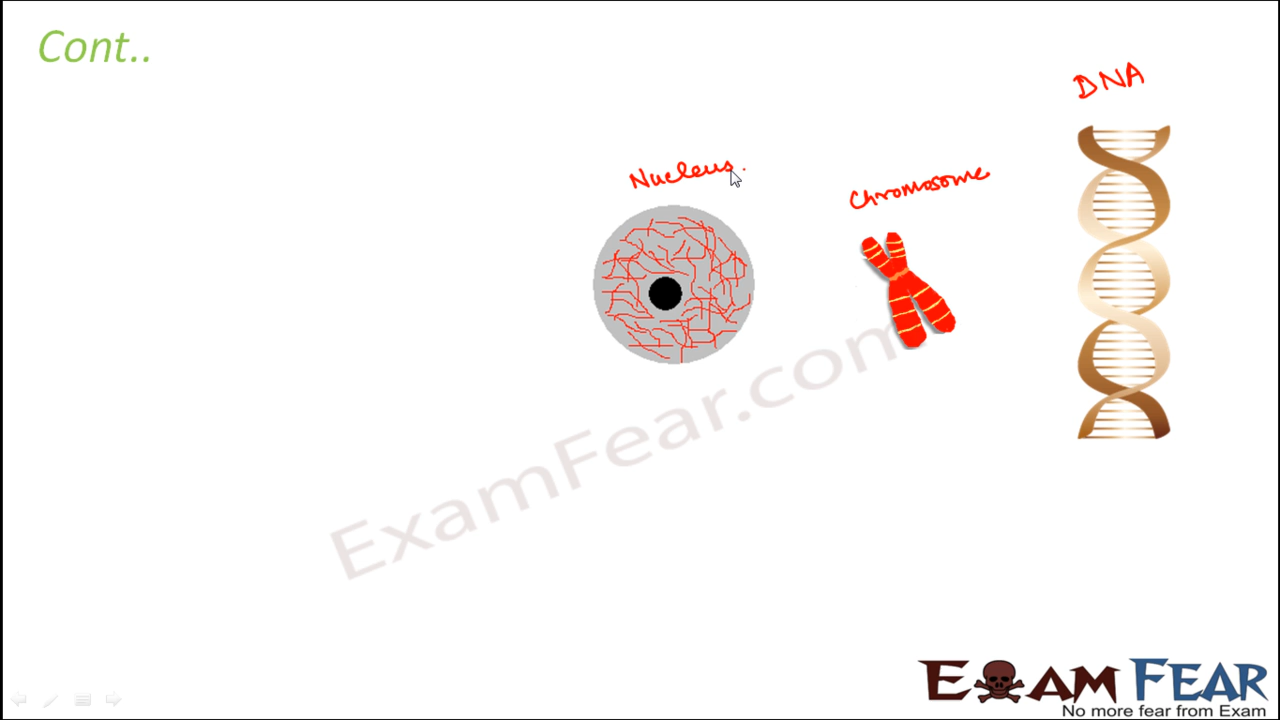 Cont..
DNA
Nucleus.
Chromosome
ExamFear.com
EXAM FEAR
No more fear from Exam